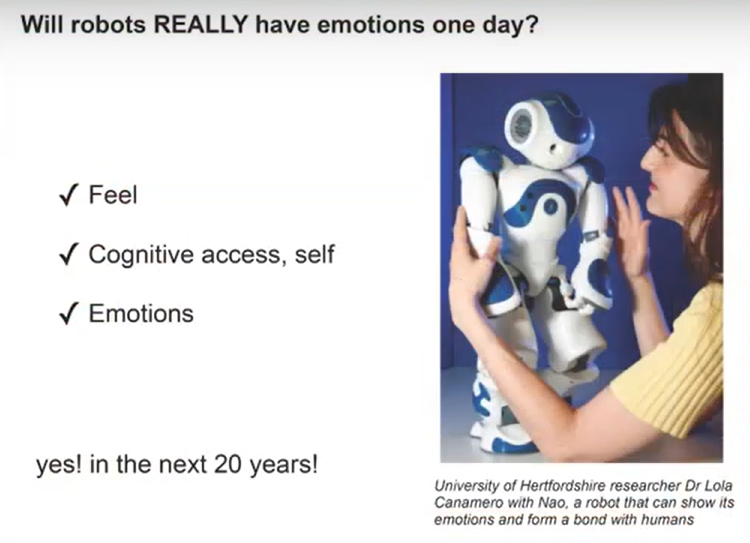 Will robots REALLY have emotions one day?
✓ Feel
✓ Cognitive access, self
✓ Emotions
yes! in the next 20 years!
University of Hertfordshire researcher Dr Lola
Canamero with Nao, a robot that can show its
emotions and form a bond with humans